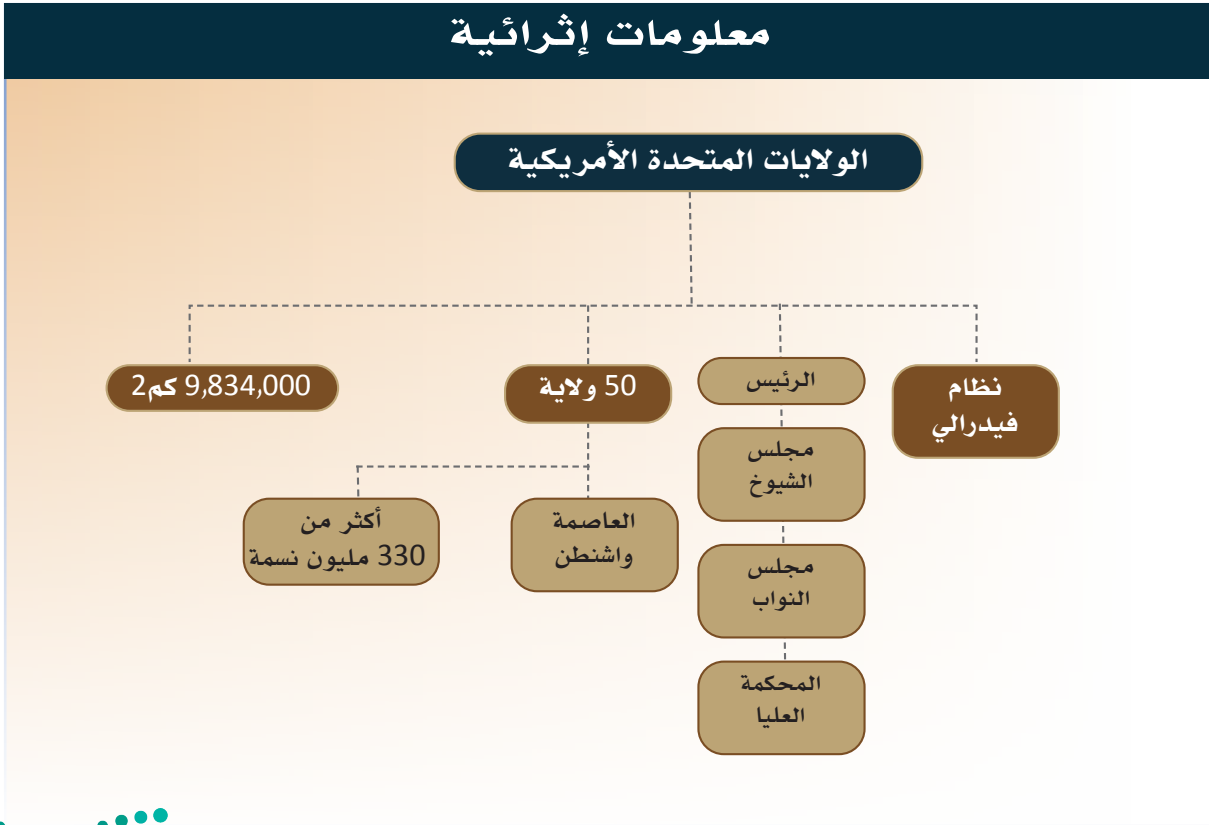 معلومات إثرائية
الولايات المتحدة الأمريكية
نظام
فيدرالي
الرئيس
مجلس
الشيوخ
مجلس
النواب
المحكمة
العليا
50 ولاية
العاصمة
واشنطن
أكثر من
330 مليون نسمة
9,834,000 كم2